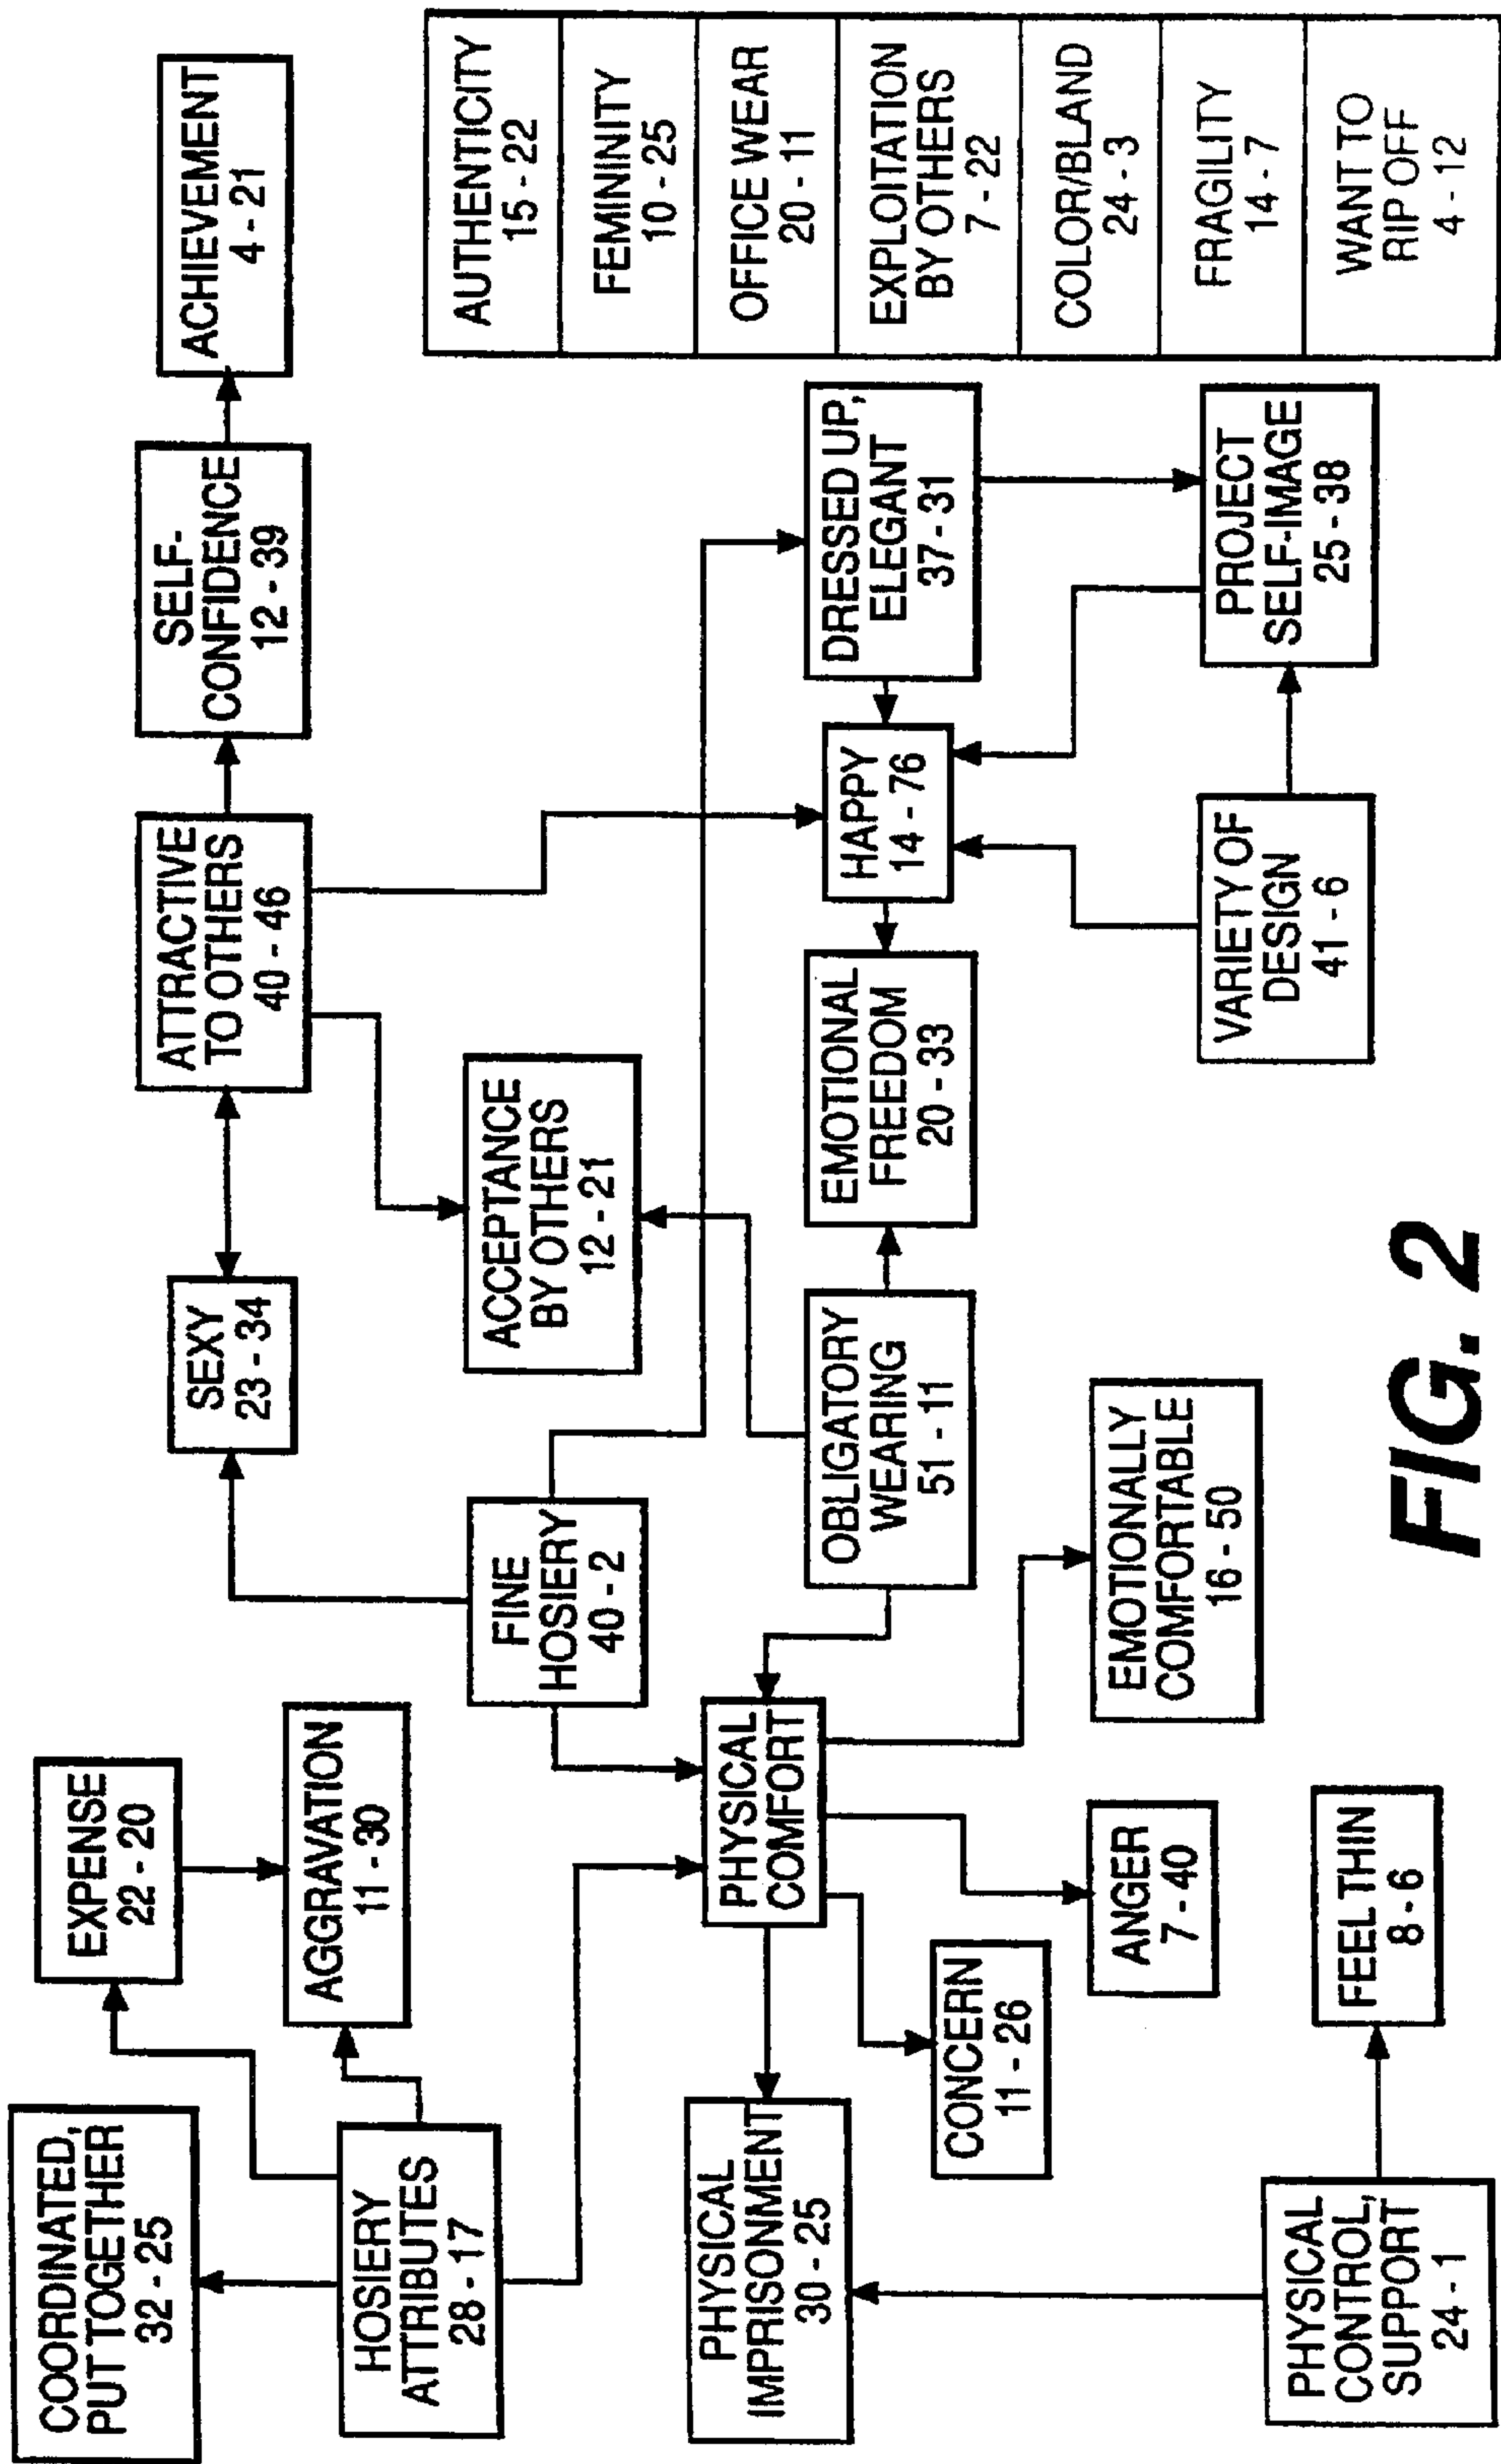 COORDINATED,
PUT TOGETHER
32 - 25
EXPENSE
22 - 20
HOSIERY
ATTRIBUTES
28 - 17
AGGRAVATION
11 - 30
SEXY
23 - 34
ATTRACTIVE
TO OTHERS
40 - 46
SELF-
CONFIDENCE
12 - 39
ACHIEVEMENT
4 - 21
FINE
HOSIERY
40 - 2
ACCEPTANCE
BY OTHERS
12 - 21
PHYSICAL
IMPRISONMENT
30 - 25
PHYSICAL
COMFORT
OBLIGATORY
WEARING
51 - 11
EMOTIONAL
FREEDOM
20 - 33
HAPPY
14 - 76
DRESSED UP,
ELEGANT
37 - 31
CONCERN
11 - 26
ANGER
7 - 40
EMOTIONALLY
COMFORTABLE
16 - 50
PHYSICAL
CONTROL,
SUPPORT
24 - 1
FEEL THIN
8 - 6
VARIETY OF
DESIGN
41 - 6
PROJECT
SELF-IMAGE
25 - 38
AUTHENTICITY
15 - 22
FEMININITY
10 - 25
OFFICE WEAR
20 - 11
EXPLOITATION
BY OTHERS
7 - 22
COLOR/BLAND
24 - 3
FRAGILITY
14 - 7
WANT TO
RIP OFF
4 - 12
FIG. 2